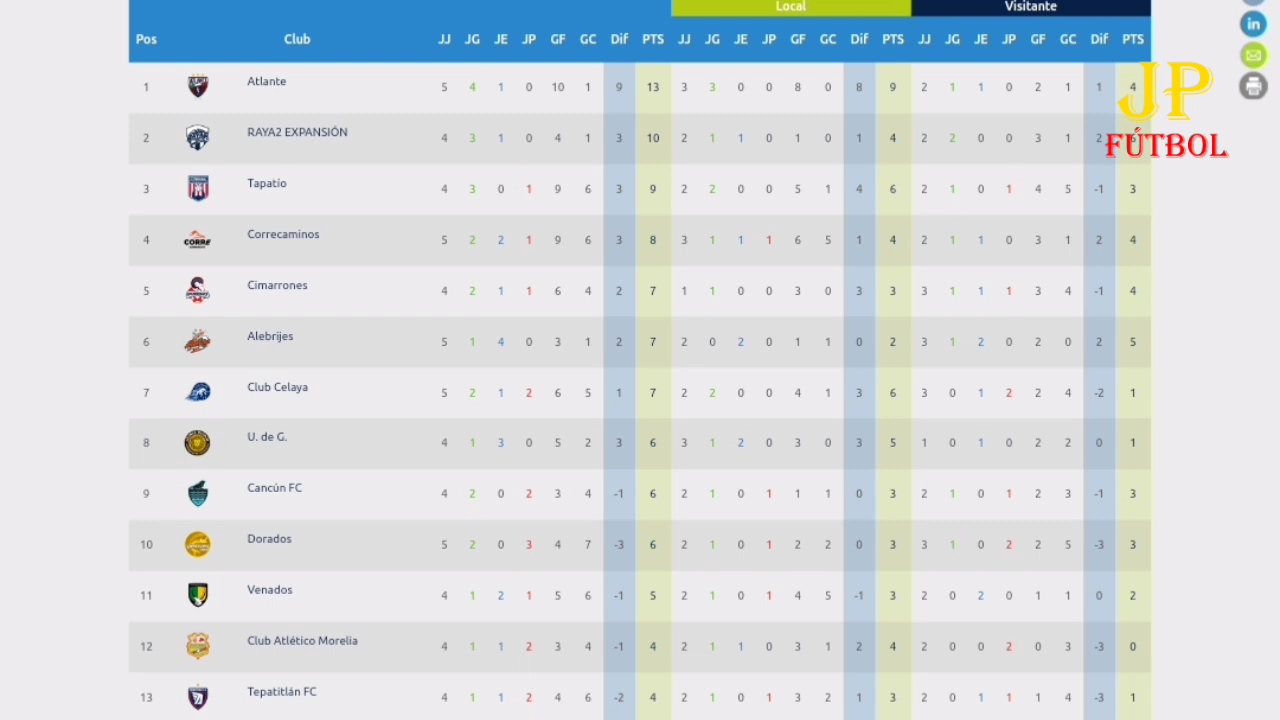 Local Visitante
Pos Club JJ JG JE JP GF GC Dif PTS JJ JG JE JP GF GC Dif PTS JJ JG JE JP GF GC Dif PTS
1 Atlante 5 4 1 0 10 1 9 13 3 3 0 0 8 0 8 9 2 1 1 0 2 1 1 4
2 RAYA2 EXPANSIÓN 4 3 1 0 4 1 3 10 2 1 1 0 1 0 1 4 2 2 0 0 3 1 2
3 Tapatío 4 3 0 1 9 6 3 9 2 2 0 0 5 1 4 6 2 1 0 1 4 5 -1 3
4 CORRE Correcaminos 5 2 2 1 9 6 3 8 3 1 1 1 6 5 1 4 2 1 1 0 3 1 2 4
5 Cimarrones 4 2 1 1 6 4 2 7 1 1 0 0 3 0 3 3 3 1 1 1 3 4 -1 4
6 Alebrijes 5 1 4 0 3 1 2 7 2 0 2 0 1 1 0 2 3 1 2 0 2 0 2 5
7 Club Celaya 5 2 1 2 6 5 1 7 2 2 0 0 4 1 3 6 3 0 1 2 2 4 -2 1
8 U. de G. 4 1 3 0 5 2 3 6 3 1 2 0 3 0 3 5 1 0 1 0 2 2 0 1
9 Cancún FC 4 2 0 2 3 4 -1 6 2 1 0 1 1 1 0 3 2 1 0 1 2 3 -1 3
10 Dorados 5 2 0 3 4 7 -3 6 2 1 0 1 2 2 0 3 3 1 0 2 2 5 -3 3
11 Venados 4 1 2 1 5 6 -1 5 2 1 0 1 4 5 -1 3 2 0 2 0 1 1 0 2
12 Club Atlético Morelia 4 1 1 2 3 4 -1 4 2 1 1 0 3 1 2 4 2 0 0 2 0 3 -3 0
13 Tepatitlán FC 4 1 1 2 4 6 -2 4 2 1 0 1 3 2 1 3 2 0 1 1 1 4 -3 1
in
JP
FÚTBOL